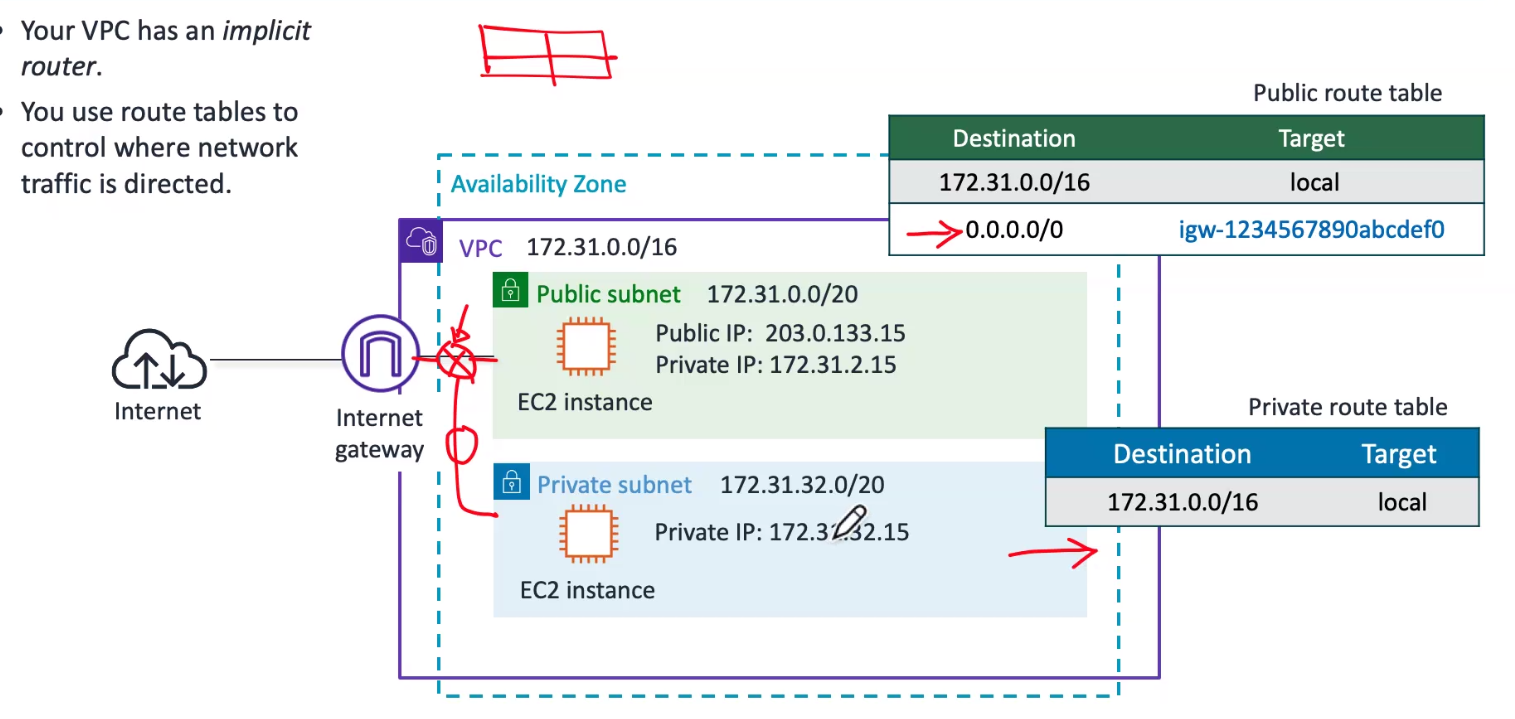 Your VPC has an implicit
router.
You use route tables to
control where network
traffic is directed.
Public route table
Destination Target
172.31.0.0/16 local
0.0.0.0/0 igw-1234567890abcdef0
Availability Zone
VPC 172.31.0.0/16
Public subnet 172.31.0.0/20
Public IP: 203.0.133.15
Private IP: 172.31.2.15
EC2 instance
Internet
Internet
gateway
Private route table
Destination Target
172.31.0.0/16 local
Private subnet 172.31.32.0/20
Private IP: 172.31.32.15
EC2 instance